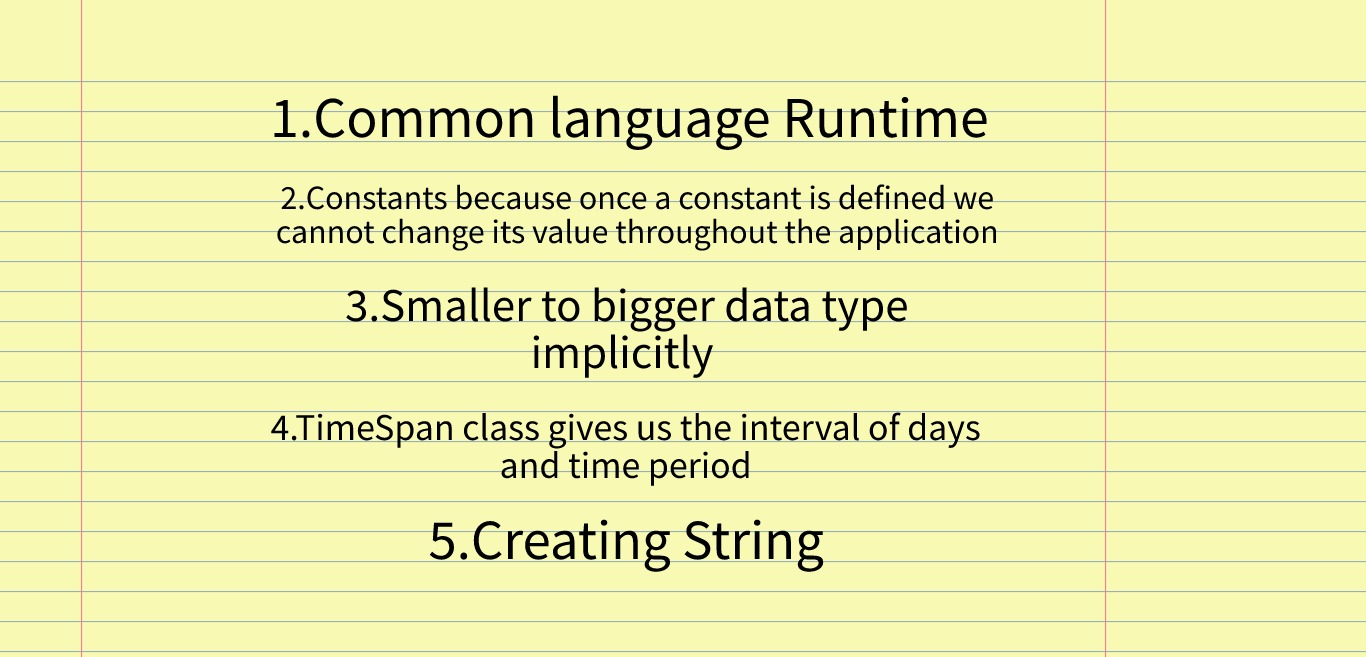 1.Common language Runtime
2.Constants because once a constant is defined we
cannot change its value throughout the application
3.Smaller to bigger data type
implicitly
4.TimeSpan class gives us the interval of days
and time period
5.Creating String